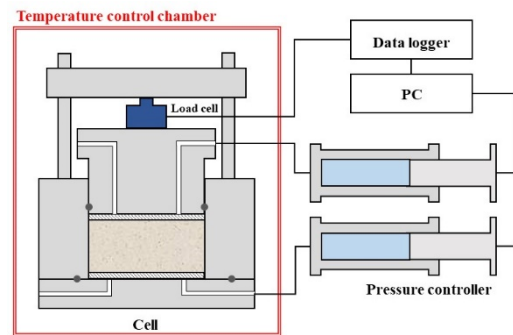 Temperature control chamber
Data logger
PC
Load cell
Pressure controller
Cell